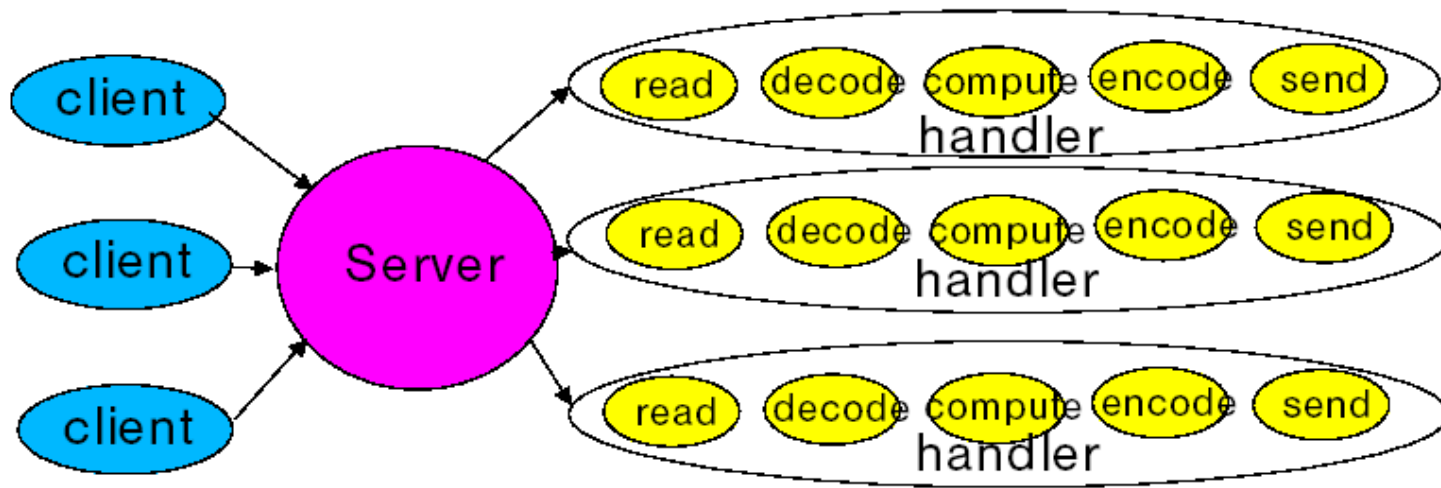 client
client
client
Server
read decode compute encode send
handler
read decode compute encode send
handler
read decode compute encode send
handler